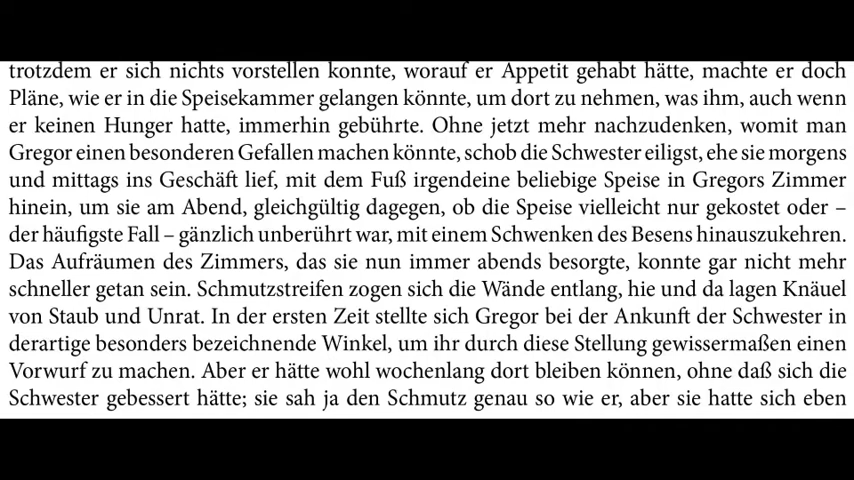 trotzdem er sich nichts vorstellen konnte, worauf er Appetit gehabt hätte, machte er doch
Pläne, wie er in die Speisekammer gelangen könnte, um dort zu nehmen, was ihm, auch wenn
er keinen Hunger hatte, immerhin gebührte. Ohne jetzt mehr nachzudenken, womit man
Gregor einen besonderen Gefallen machen könnte, schob die Schwester eiligst, ehe sie morgens
und mittags ins Geschäft lief, mit dem Fuß irgendeine beliebige Speise in Gregors Zimmer
hinein, um sie am Abend, gleichgültig dagegen, ob die Speise vielleicht nur gekostet oder –
der häufigste Fall – gänzlich unberührt war, mit einem Schwenken des Besens hinauszukehren.
Das Aufräumen des Zimmers, das sie nun immer abends besorgte, konnte gar nicht mehr
schneller getan sein. Schmutzstreifen zogen sich die Wände entlang, hie und da lagen Knäuel
von Staub und Unrat. In der ersten Zeit stellte sich Gregor bei der Ankunft der Schwester in
derartige besonders bezeichnende Winkel, um ihr durch diese Stellung gewissermaßen einen
Vorwurf zu machen. Aber er hätte wohl wochenlang dort bleiben können, ohne daß sich die
Schwester gebessert hätte; sie sah ja den Schmutz genau so wie er, aber sie hatte sich eben